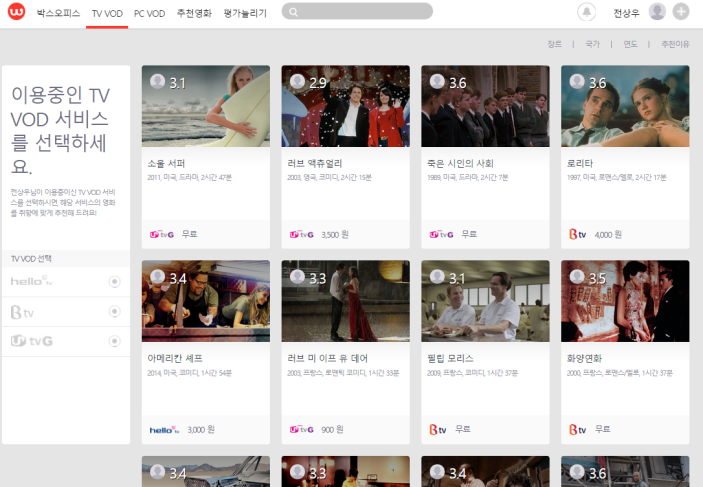 박스오피스 TV VOD PC VOD 추천영화 평가늘리기 전상우
장르 | 국가 | 연도 | 추천이유
이용중인 TV
VOD 서비스
를 선택하세
요.
전상우님이 이용중이신 TV VOD 서비
스를 선택하시면, 해당 서비스의 영화
를 취향에 맞게 추천해 드려요!
TV VOD 선택
hello tv
B tv
U+ tvG
3.1
소울 서퍼
2011, 미국, 드라마, 2시간 47분
U+ tvG 무료
2.9
러브 액츄얼리
2003, 영국, 코미디, 2시간 15분
U+ tvG 3,500 원
3.6
죽은 시인의 사회
1989, 미국, 드라마, 2시간 7분
U+ tvG 무료
3.6
로리타
1997, 미국, 로맨스/멜로, 2시간 17분
B tv 4,000 원
3.4
아메리칸 셰프
2014, 미국, 코미디, 1시간 54분
hello tv 3,000 원
3.3
러브 미 이프 유 데어
2003, 프랑스, 로맨틱 코미디, 1시간 33분
U+ tvG 900 원
3.1
필립 모리스
2009, 프랑스, 코미디, 1시간 37분
B tv 무료
3.5
화양연화
2000, 프랑스, 로맨스/멜로, 1시간 37분
B tv 무료
3.4
3.3
3.4
3.6